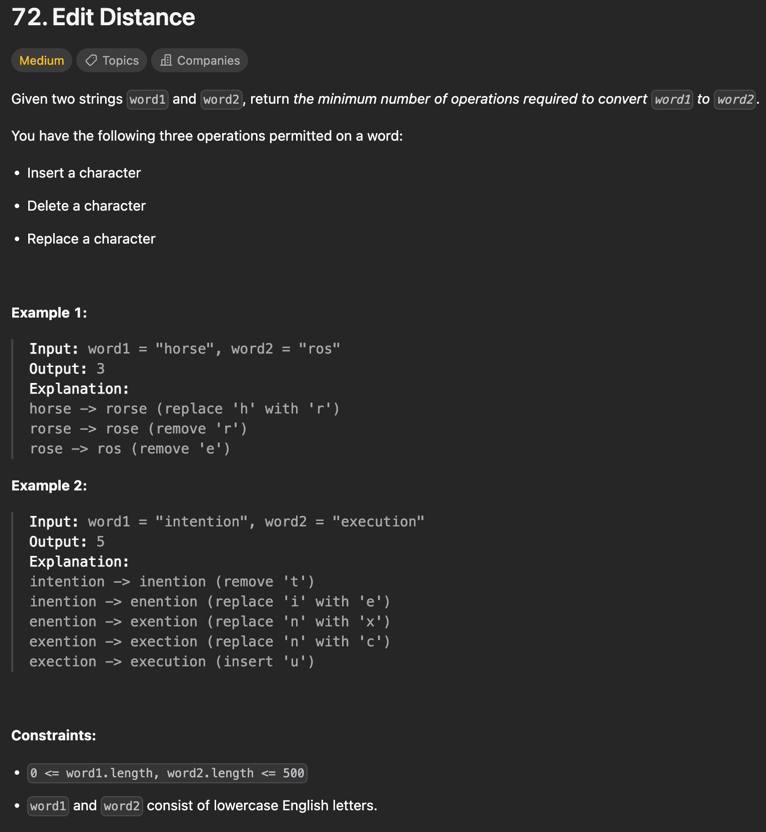 72. Edit Distance
Medium Topics Companies
Given two strings word1 and word2, return the minimum number of operations required to convert word1 to word2.
You have the following three operations permitted on a word:
• Insert a character
• Delete a character
• Replace a character
Example 1:
Input: word1 = "horse", word2 = "ros"
Output: 3
Explanation:
horse -> rorse (replace 'h' with 'r')
rorse -> rose (remove 'r')
rose -> ros (remove 'e')
Example 2:
Input: word1 = "intention", word2 = "execution"
Output: 5
Explanation:
intention -> inention (remove 't')
inention -> enention (replace 'i' with 'e')
enention -> exention (replace 'n' with 'x')
exention -> exection (replace 'n' with 'c')
exection -> execution (insert 'u')
Constraints:
• 0 <= word1.length, word2.length <= 500
• word1 and word2 consist of lowercase English letters.